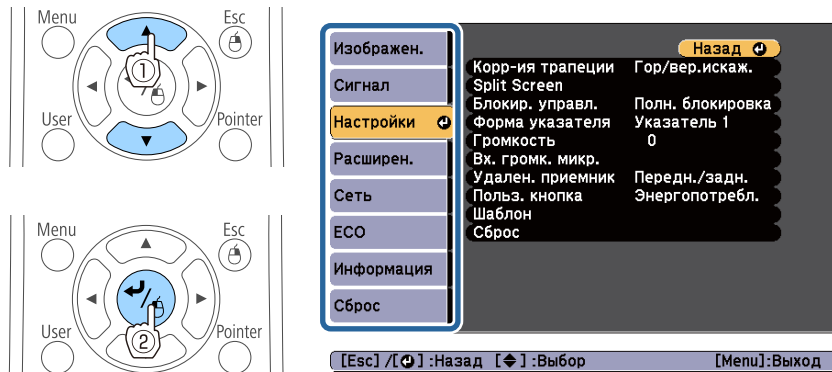 Menu Esc
①
User Pointer
Menu Esc
User ② Pointer
Изображен.
Сигнал
Настройки
Расширен.
Сеть
ECO
Информация
Сброс
Назад
Корр-ия трапеции Гор/вер.искаж.
Split Screen
Блокир. управл. Полн. блокировка
Форма указателя Указатель 1
Громкость 0
Вх. громк. микр.
Удален. приемник Передн./задн.
Польз. кнопка Энергопотребл.
Шаблон
Сброс
[Esc] /[⏎] :Назад [◆] :Выбор [Menu]:Выход